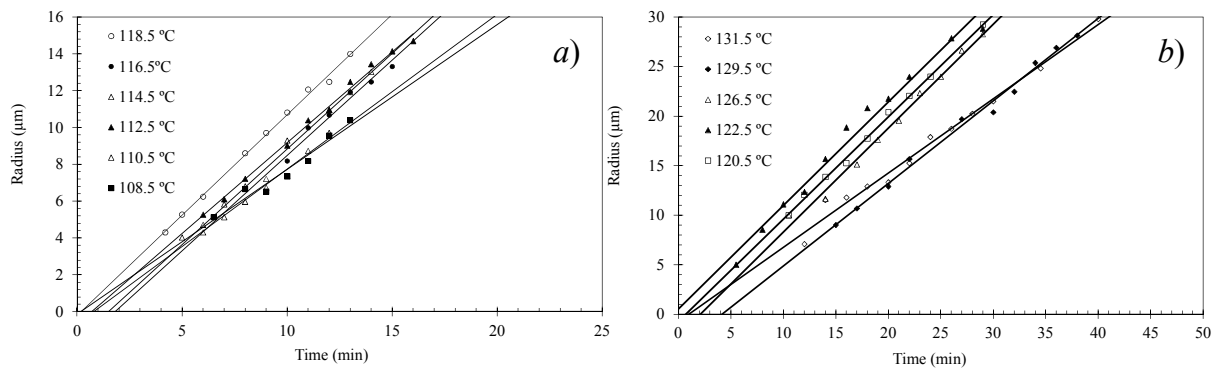 16
14
12
10
8
6
4
2
0
Radius (µm)
a)
118.5 ºC
116.5ºC
114.5 ºC
112.5 ºC
110.5 ºC
108.5 ºC
0 5 10 15 20 25
Time (min)
30
25
20
15
10
5
0
Radius (µm)
b)
131.5 ºC
129.5 ºC
126.5 ºC
122.5 ºC
120.5 ºC
0 5 10 15 20 25 30 35 40 45 50
Time (min)